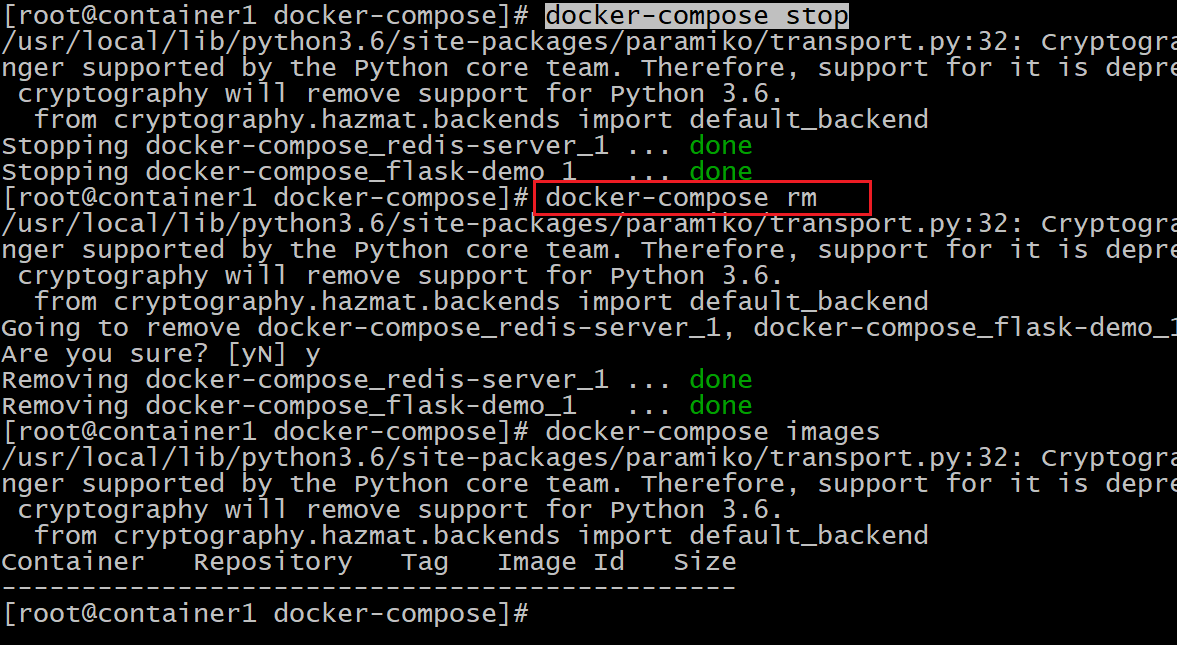 [root@container1 docker-compose]# docker-compose stop
/usr/local/lib/python3.6/site-packages/paramiko/transport.py:32: Cryptogra
nger supported by the Python core team. Therefore, support for it is depre
 cryptography will remove support for Python 3.6.
  from cryptography.hazmat.backends import default_backend
Stopping docker-compose_redis-server_1 ... done
Stopping docker-compose_flask-demo_1   ... done
[root@container1 docker-compose]# docker-compose rm
/usr/local/lib/python3.6/site-packages/paramiko/transport.py:32: Cryptogra
nger supported by the Python core team. Therefore, support for it is depre
 cryptography will remove support for Python 3.6.
  from cryptography.hazmat.backends import default_backend
Going to remove docker-compose_redis-server_1, docker-compose_flask-demo_1
Are you sure? [yN] y
Removing docker-compose_redis-server_1 ... done
Removing docker-compose_flask-demo_1   ... done
[root@container1 docker-compose]# docker-compose images
/usr/local/lib/python3.6/site-packages/paramiko/transport.py:32: Cryptogra
nger supported by the Python core team. Therefore, support for it is depre
 cryptography will remove support for Python 3.6.
  from cryptography.hazmat.backends import default_backend
Container   Repository   Tag   Image Id   Size
----------------------------------------------
[root@container1 docker-compose]#